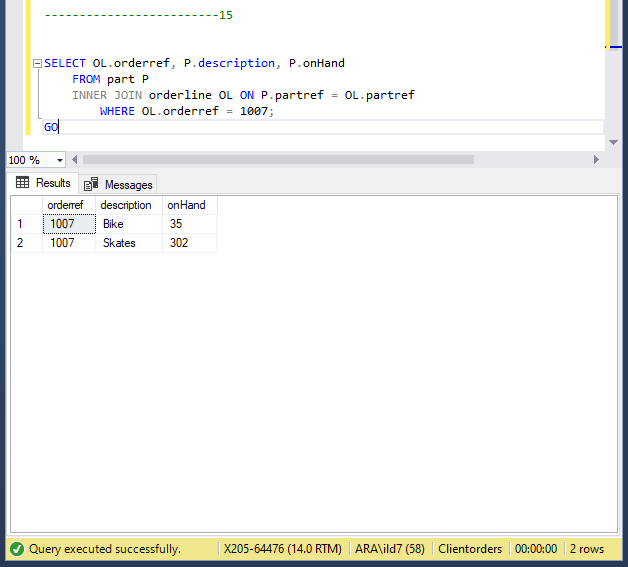 -------------------------15
SELECT OL.orderref, P.description, P.onHand
FROM part P
INNER JOIN orderline OL ON P.partref = OL.partref
WHERE OL.orderref = 1007;
GO
100 %
Results Messages
orderref description onHand
1 1007 Bike 35
2 1007 Skates 302
Query executed successfully. X205-64476 (14.0 RTM) ARA\ild7 (58) Clientorders 00:00:00 2 rows